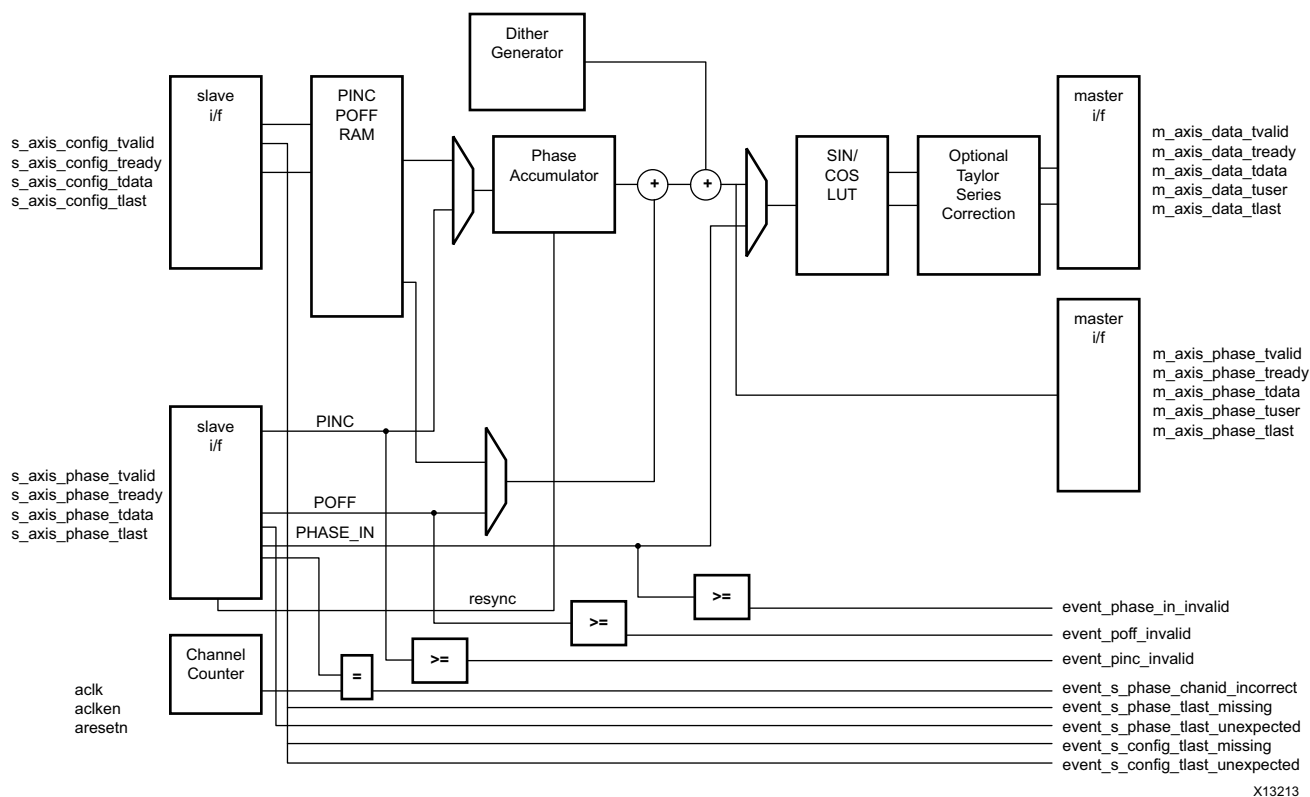 Dither
Generator
slave
i/f
PINC
POFF
RAM
master
i/f
s_axis_config_tvalid
s_axis_config_tready
s_axis_config_tdata
s_axis_config_tlast
Phase
Accumulator
+
+
SIN/
COS
LUT
Optional
Taylor
Series
Correction
m_axis_data_tvalid
m_axis_data_tready
m_axis_data_tdata
m_axis_data_tuser
m_axis_data_tlast
master
i/f
m_axis_phase_tvalid
m_axis_phase_tready
m_axis_phase_tdata
m_axis_phase_tuser
m_axis_phase_tlast
slave
i/f
s_axis_phase_tvalid
s_axis_phase_tready
s_axis_phase_tdata
s_axis_phase_tlast
PINC
POFF
PHASE_IN
resync
>=
>=
>=
=
Channel
Counter
aclk
aclken
aresetn
event_phase_in_invalid
event_poff_invalid
event_pinc_invalid
event_s_phase_chanid_incorrect
event_s_phase_tlast_missing
event_s_phase_tlast_unexpected
event_s_config_tlast_missing
event_s_config_tlast_unexpected
X13213